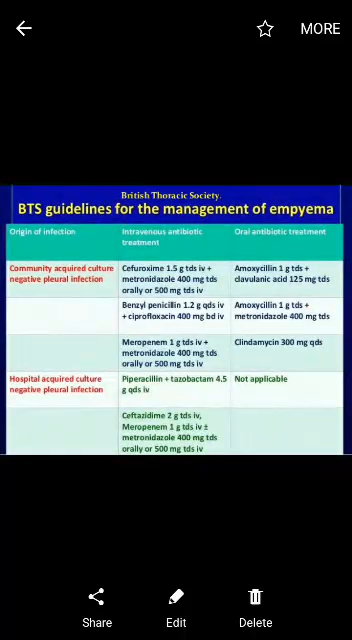 MORE
British Thoracic Society.
BTS guidelines for the management of empyema
Origin of infection
Intravenous antibiotic
treatment
Oral antibiotic treatment
Community acquired culture
negative pleural infection
Cefuroxime 1.5 g tds iv +
metronidazole 400 mg tds
orally or 500 mg tds iv
Amoxycillin 1 g tds +
clavulanic acid 125 mg tds
Benzyl penicillin 1.2 g qds iv
+ ciprofloxacin 400 mg bd iv
Amoxycillin 1 g tds +
metronidazole 400 mg tds
Meropenem 1 g tds iv +
metronidazole 400 mg tds
orally or 500 mg tds iv
Clindamycin 300 mg qds
Hospital acquired culture
negative pleural infection
Piperacillin + tazobactam 4.5
g qds iv
Not applicable
Ceftazidime 2 g tds iv,
Meropenem 1 g tds iv ±
metronidazole 400 mg tds
orally or 500 mg tds iv
Share
Edit
Delete